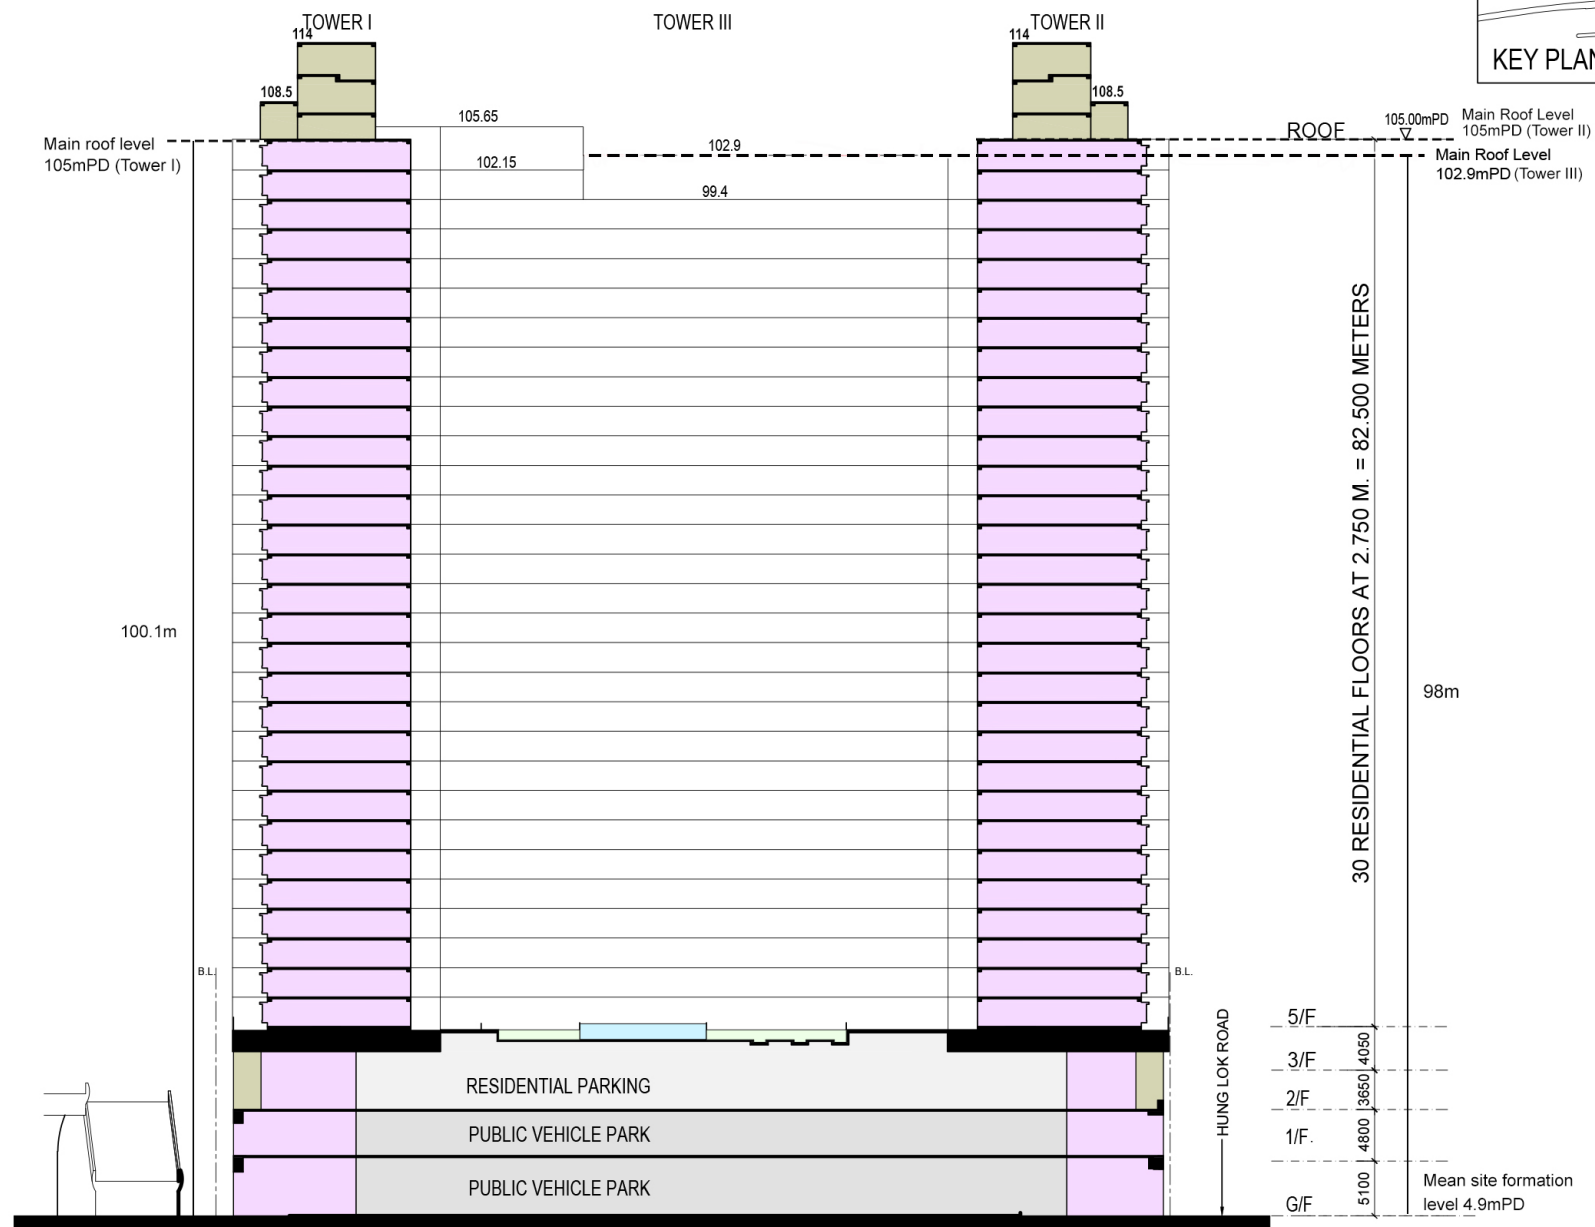 TOWER I
TOWER III
TOWER II
KEY PLAN
114
114
108.5
108.5
105.65
102.9
102.15
99.4
Main roof level
105mPD (Tower I)
ROOF
105.00mPD
Main Roof Level
105mPD (Tower II)
Main Roof Level
102.9mPD (Tower III)
30 RESIDENTIAL FLOORS AT 2.750 M. = 82.500 METERS
100.1m
98m
B.L.
B.L.
HUNG LOK ROAD
5/F
4050
3/F
3650
2/F
4800
1/F.
5100
G/F
RESIDENTIAL PARKING
PUBLIC VEHICLE PARK
PUBLIC VEHICLE PARK
Mean site formation
level 4.9mPD